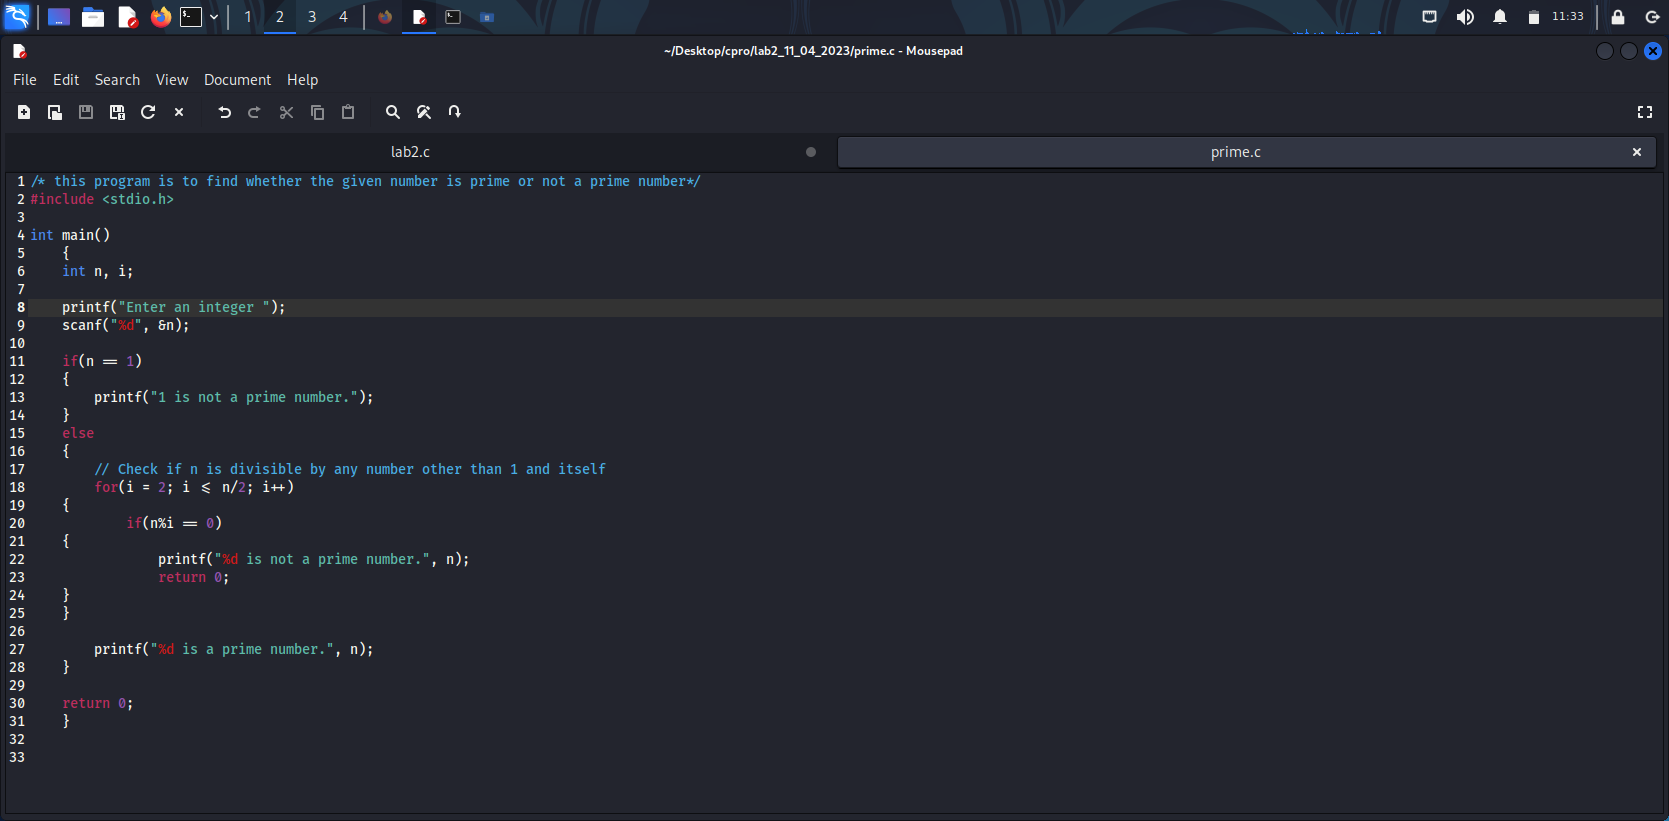 1 2 3 4 11:33
~/Desktop/cpro/lab2_11_04_2023/prime.c - Mousepad
File Edit Search View Document Help
lab2.c prime.c
1 /* this program is to find whether the given number is prime or not a prime number*/
2 #include <stdio.h>
3
4 int main()
5     {
6     int n, i;
7
8     printf("Enter an integer ");
9     scanf("%d", &n);
10
11     if(n == 1)
12     {
13         printf("1 is not a prime number.");
14     }
15     else
16     {
17         // Check if n is divisible by any number other than 1 and itself
18         for(i = 2; i <= n/2; i++)
19     {
20             if(n%i == 0)
21     {
22                 printf("%d is not a prime number.", n);
23                 return 0;
24     }
25     }
26
27         printf("%d is a prime number.", n);
28     }
29
30     return 0;
31     }
32
33